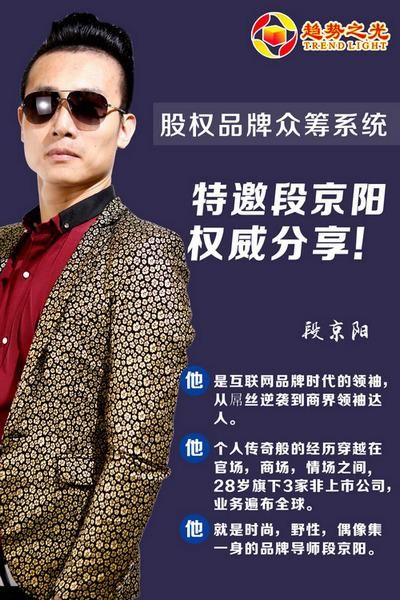 趋势之光
TREND LIGHT
股权品牌众筹系统
特邀段京阳
权威分享！
段京阳
他 是互联网品牌时代的领袖，
从屌丝逆袭到商界领袖达
人。
他 个人传奇般的经历穿越在
官场，商场，情场之间，
28岁旗下3家非上市公司，
业务遍布全球。
他 就是时尚，野性，偶像集
一身的品牌导师段京阳。